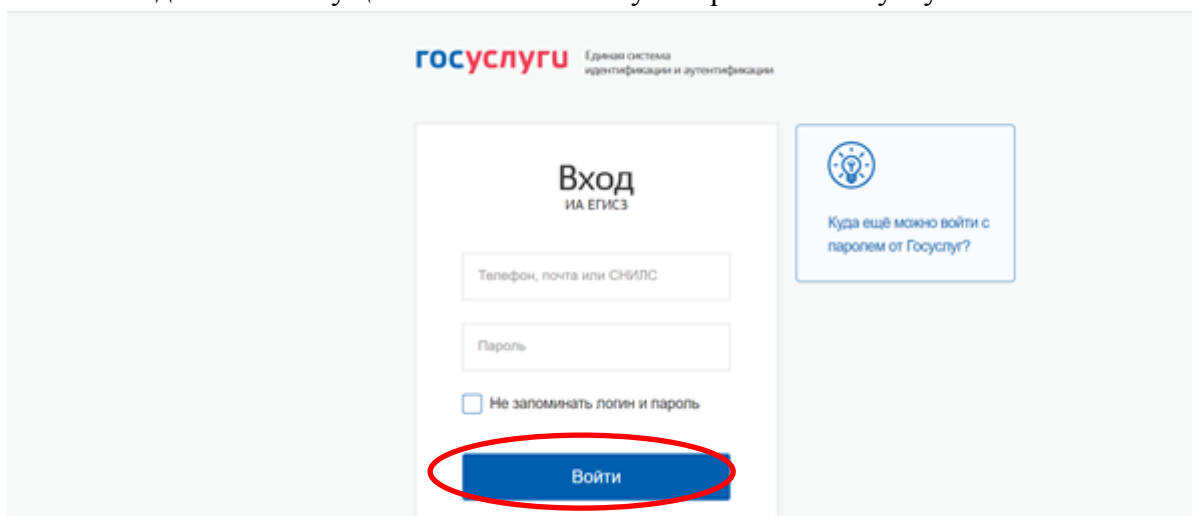 госуслуги
Единая система
идентификации и аутентификации
Вход
ИА ЕГИСЗ
Куда ещё можно войти с
паролем от Госуслуг?
Телефон, почта или СНИЛС
Пароль
Не запоминать логин и пароль
Войти